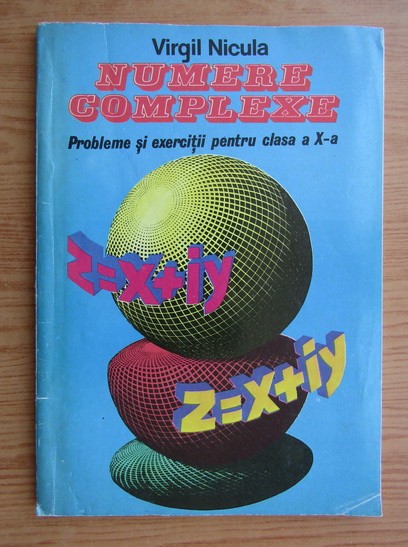 Virgil Nicula
NUMERE
COMPLEXE
Probleme și exerciții pentru clasa a X-a
z=x+iy
z=x+iy